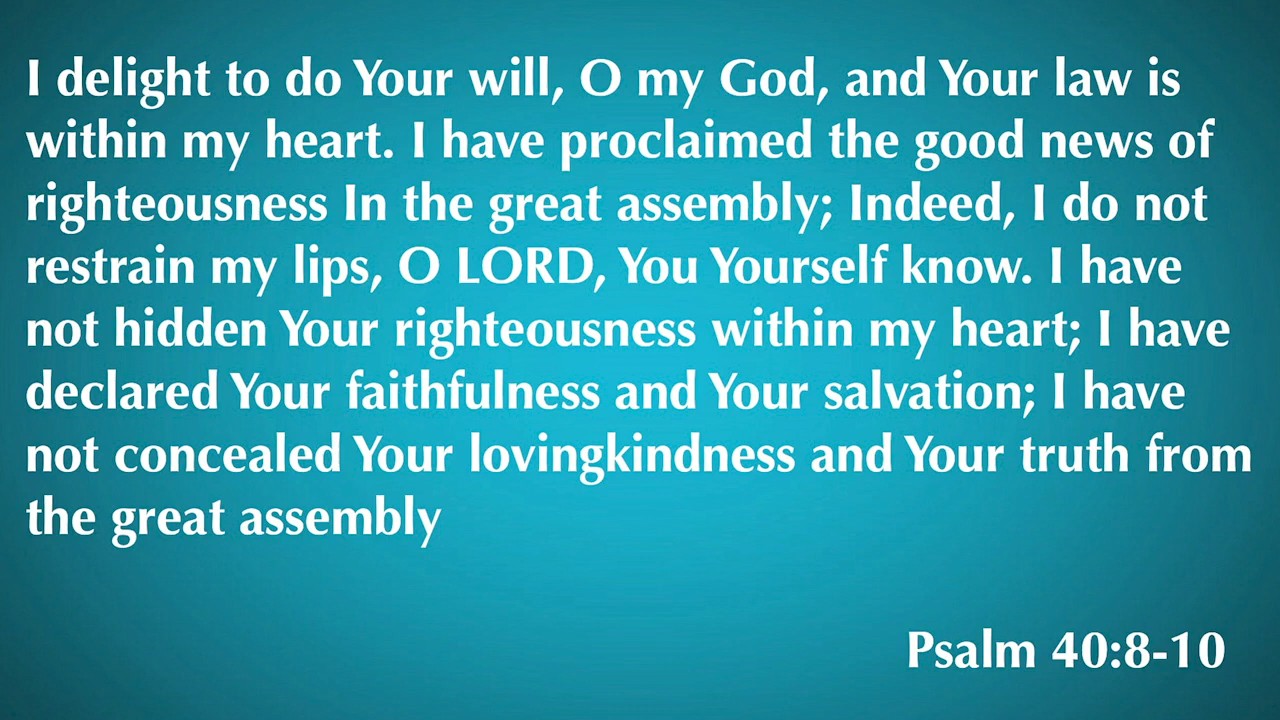 I delight to do Your will, O my God, and Your law is
within my heart. I have proclaimed the good news of
righteousness In the great assembly; Indeed, I do not
restrain my lips, O LORD, You Yourself know. I have
not hidden Your righteousness within my heart; I have
declared Your faithfulness and Your salvation; I have
not concealed Your lovingkindness and Your truth from
the great assembly
Psalm 40:8-10